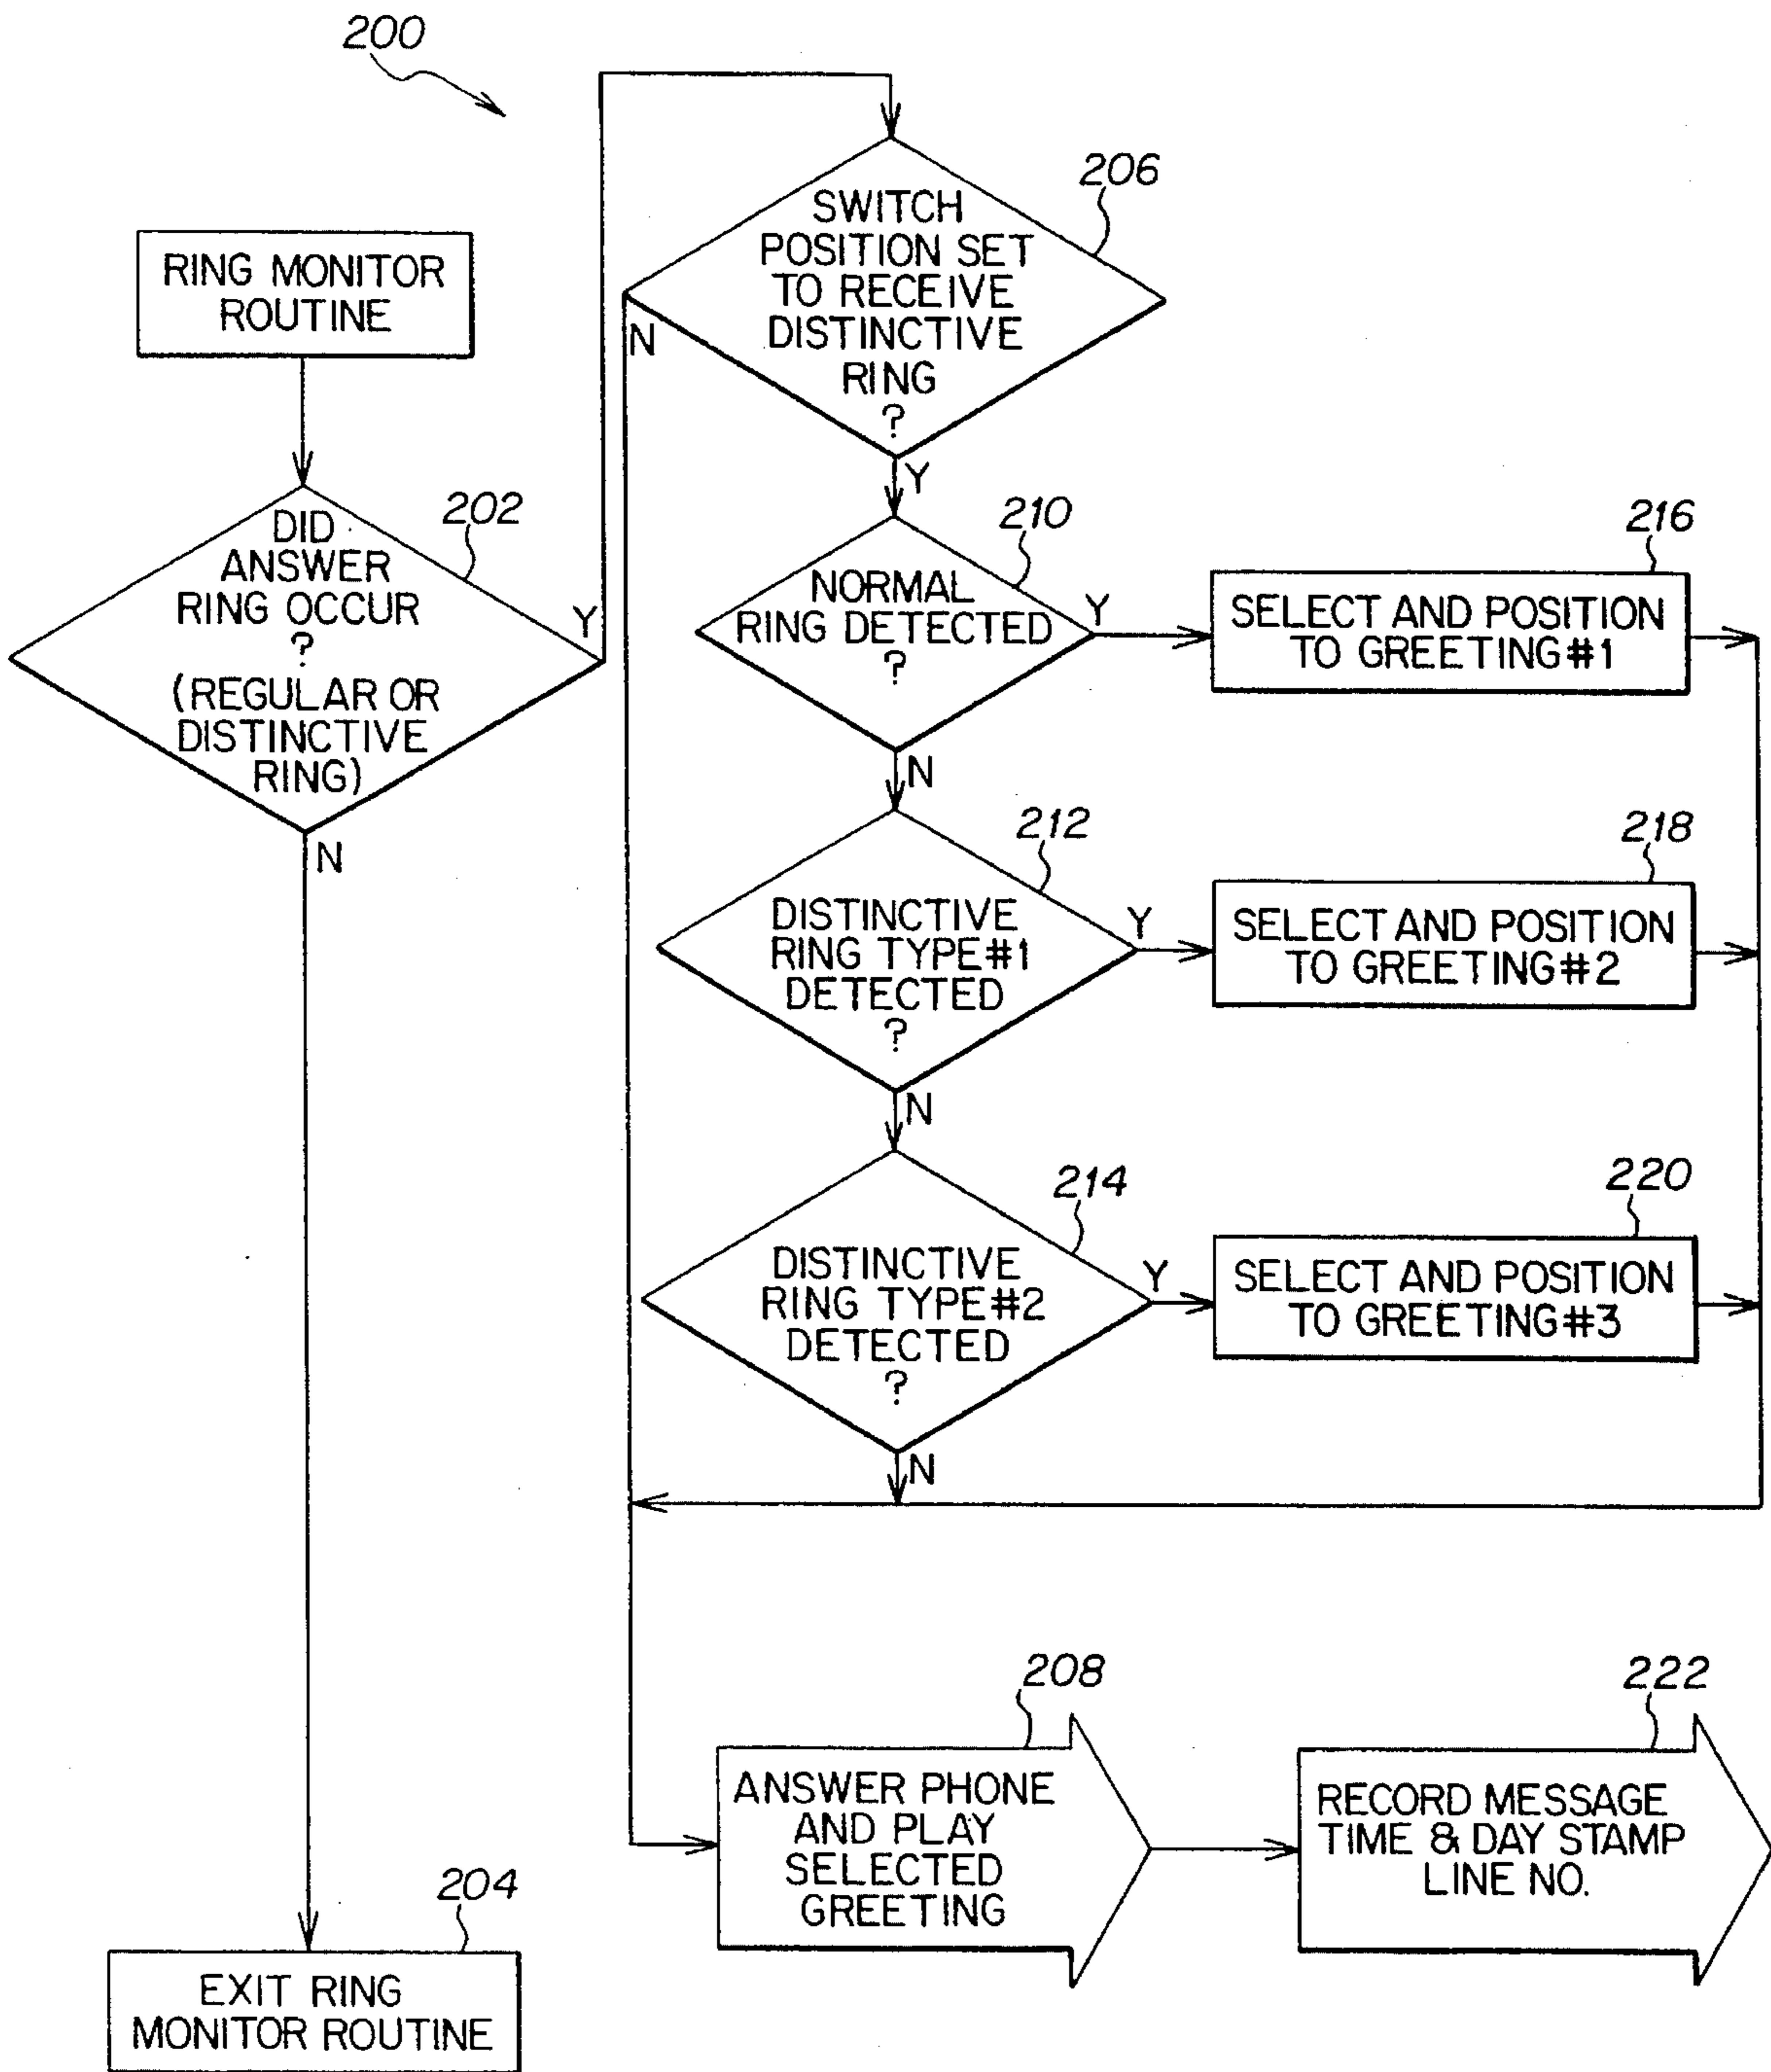 200
RING MONITOR
ROUTINE
202
DID
ANSWER
RING OCCUR
?
(REGULAR OR
DISTINCTIVE
RING)
Y
N
204
EXIT RING
MONITOR ROUTINE
206
SWITCH
POSITION SET
TO RECEIVE
DISTINCTIVE
RING
?
N
Y
210
NORMAL
RING DETECTED
?
Y
N
216
SELECT AND POSITION
TO GREETING #1
212
DISTINCTIVE
RING TYPE #1
DETECTED
?
Y
N
218
SELECT AND POSITION
TO GREETING #2
214
DISTINCTIVE
RING TYPE #2
DETECTED
?
Y
N
220
SELECT AND POSITION
TO GREETING #3
208
ANSWER PHONE
AND PLAY
SELECTED
GREETING
222
RECORD MESSAGE
TIME & DAY STAMP
LINE NO.